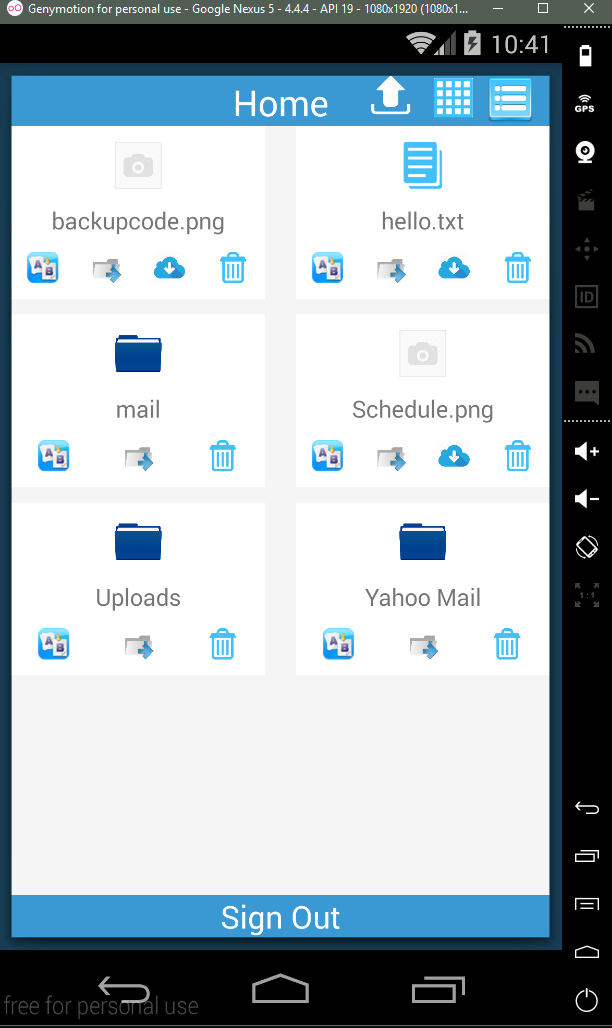 Genymotion for personal use - Google Nexus 5 - 4.4.4 - API 19 - 1080x1920 (1080x1...
10:41
GPS
Home
backupcode.png
hello.txt
A B
A B
mail
Schedule.png
A B
A B
ID
Uploads
Yahoo Mail
A B
A B
1:1
Sign Out
free for personal use